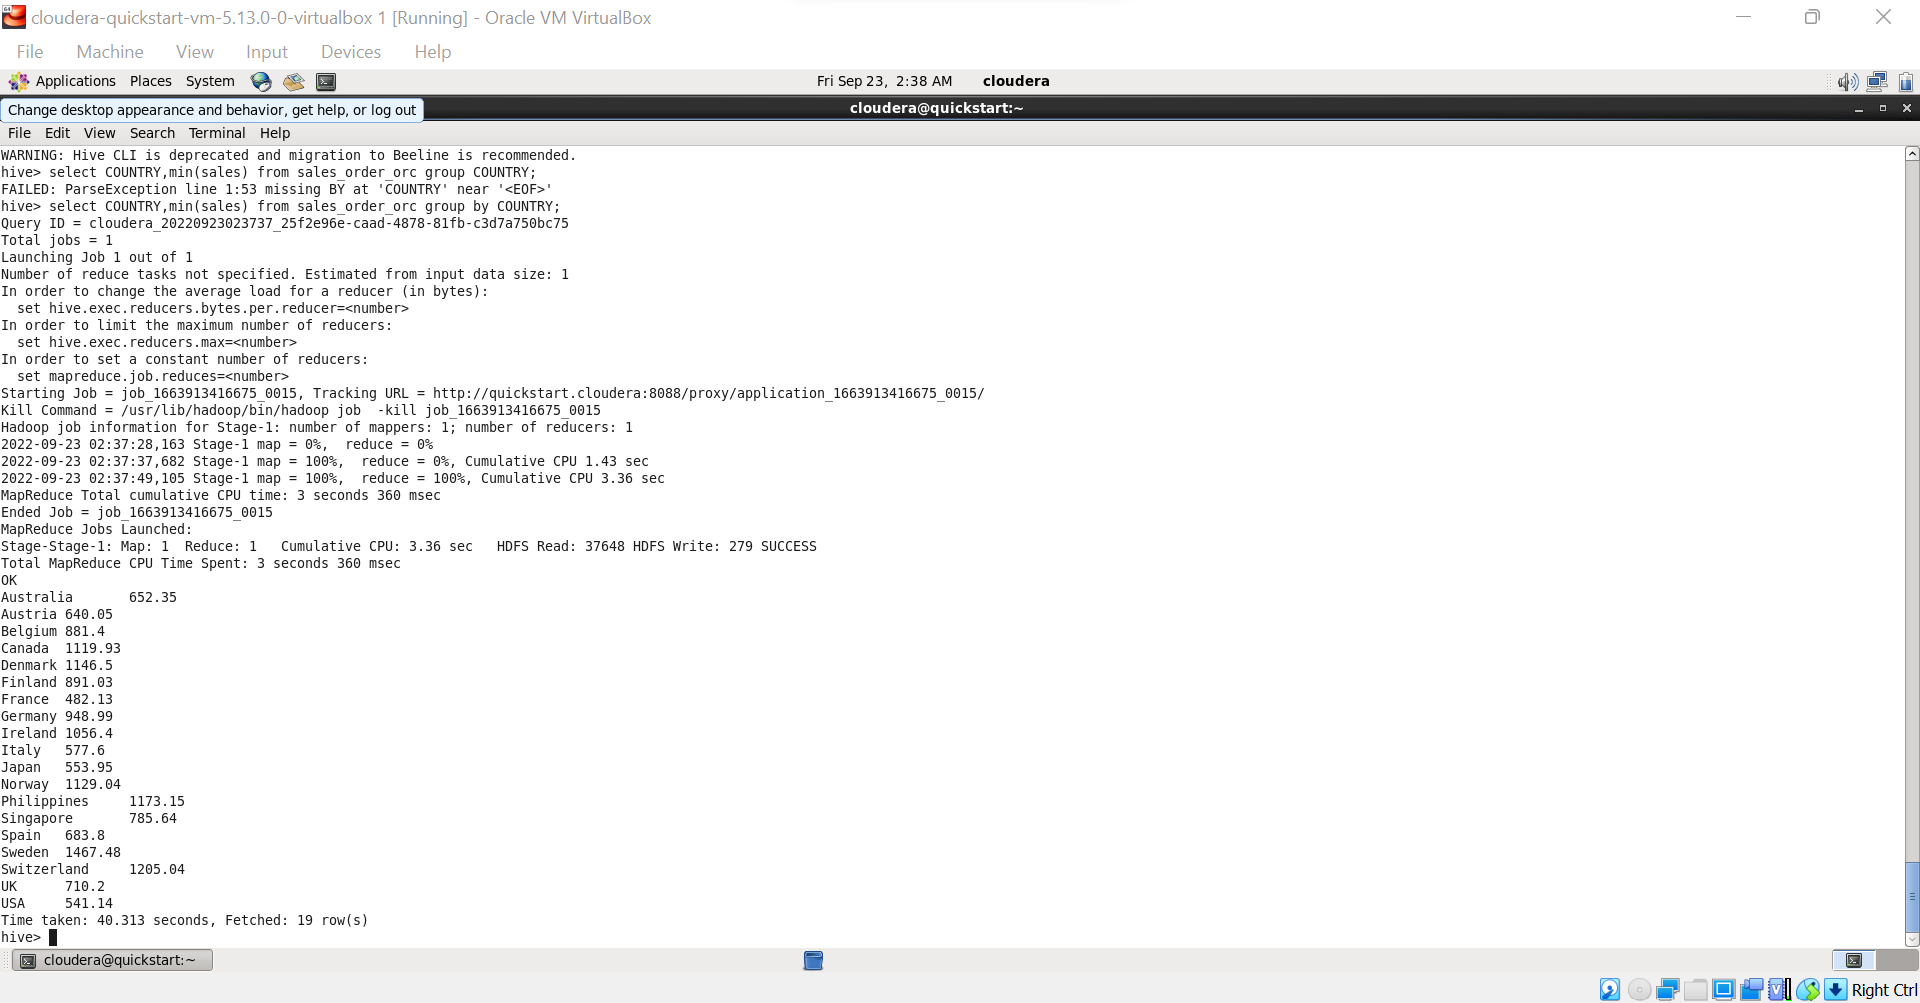 cloudera-quickstart-vm-5.13.0-0-virtualbox 1 [Running] - Oracle VM VirtualBox
File Machine View Input Devices Help
Applications Places System Fri Sep 23, 2:38 AM cloudera
Change desktop appearance and behavior, get help, or log out cloudera@quickstart:~
File Edit View Search Terminal Help
WARNING: Hive CLI is deprecated and migration to Beeline is recommended.
hive> select COUNTRY,min(sales) from sales_order_orc group COUNTRY;
FAILED: ParseException line 1:53 missing BY at 'COUNTRY' near '<EOF>'
hive> select COUNTRY,min(sales) from sales_order_orc group by COUNTRY;
Query ID = cloudera_20220923023737_25f2e96e-caad-4878-81fb-c3d7a750bc75
Total jobs = 1
Launching Job 1 out of 1
Number of reduce tasks not specified. Estimated from input data size: 1
In order to change the average load for a reducer (in bytes):
  set hive.exec.reducers.bytes.per.reducer=<number>
In order to limit the maximum number of reducers:
  set hive.exec.reducers.max=<number>
In order to set a constant number of reducers:
  set mapreduce.job.reduces=<number>
Starting Job = job_1663913416675_0015, Tracking URL = http://quickstart.cloudera:8088/proxy/application_1663913416675_0015/
Kill Command = /usr/lib/hadoop/bin/hadoop job  -kill job_1663913416675_0015
Hadoop job information for Stage-1: number of mappers: 1; number of reducers: 1
2022-09-23 02:37:28,163 Stage-1 map = 0%,  reduce = 0%
2022-09-23 02:37:37,682 Stage-1 map = 100%,  reduce = 0%, Cumulative CPU 1.43 sec
2022-09-23 02:37:49,105 Stage-1 map = 100%,  reduce = 100%, Cumulative CPU 3.36 sec
MapReduce Total cumulative CPU time: 3 seconds 360 msec
Ended Job = job_1663913416675_0015
MapReduce Jobs Launched:
Stage-Stage-1: Map: 1  Reduce: 1   Cumulative CPU: 3.36 sec   HDFS Read: 37648 HDFS Write: 279 SUCCESS
Total MapReduce CPU Time Spent: 3 seconds 360 msec
OK
Australia       652.35
Austria 640.05
Belgium 881.4
Canada  1119.93
Denmark 1146.5
Finland 891.03
France  482.13
Germany 948.99
Ireland 1056.4
Italy   577.6
Japan   553.95
Norway  1129.04
Philippines     1173.15
Singapore       785.64
Spain   683.8
Sweden  1467.48
Switzerland     1205.04
UK      710.2
USA     541.14
Time taken: 40.313 seconds, Fetched: 19 row(s)
hive>
cloudera@quickstart:~
Right Ctrl